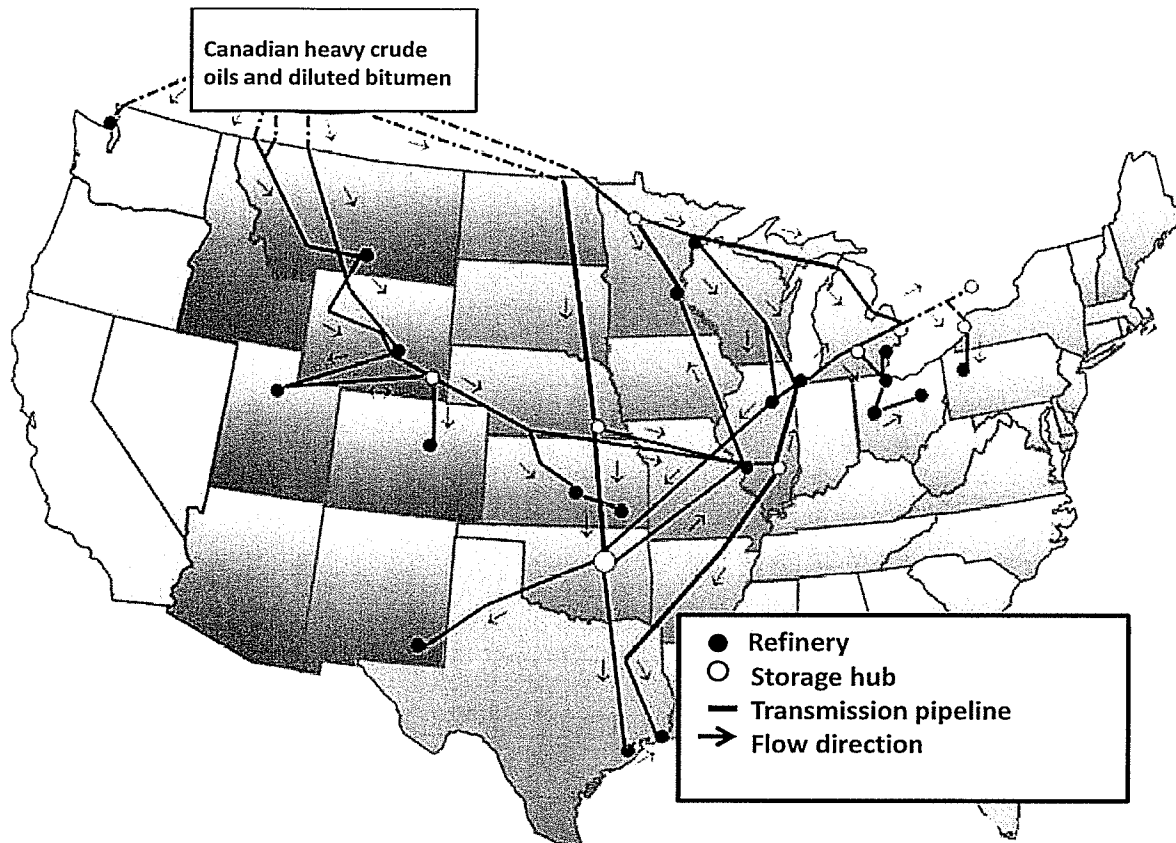 Canadian heavy crude
oils and diluted bitumen
Refinery
Storage hub
Transmission pipeline
Flow direction